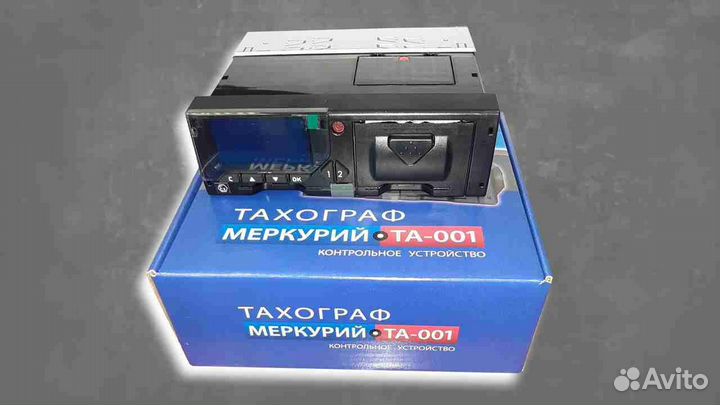 C ▲ ▼ OK 1 2
ТАХОГРАФ
МЕРКУРИЙ ТА-001
КОНТРОЛЬНОЕ УСТРОЙСТВО
ТАХОГРАФ
МЕРКУРИЙ ТА-001
КОНТРОЛЬНОЕ УСТРОЙСТВО
Avito